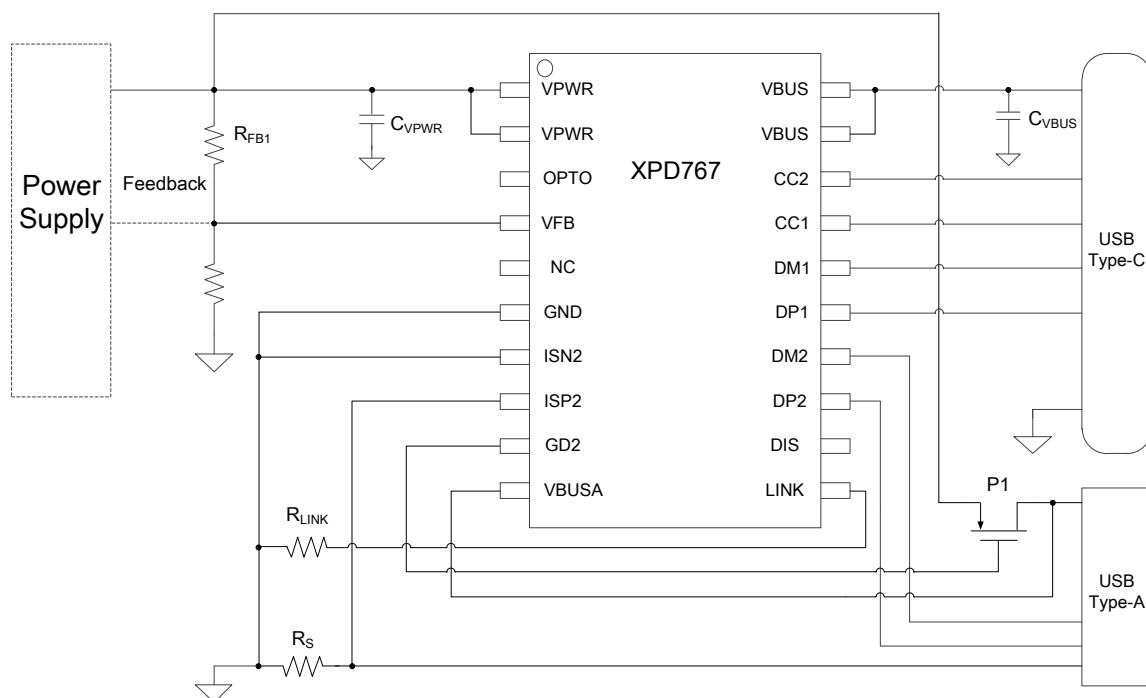 Power
Supply
Feedback
RFB1
CVPWR
XPD767
VPWR
VPWR
OPTO
VFB
NC
GND
ISN2
ISP2
GD2
VBUSA
VBUS
VBUS
CC2
CC1
DM1
DP1
DM2
DP2
DIS
LINK
CVBUS
USB
Type-C
P1
USB
Type-A
RLINK
RS